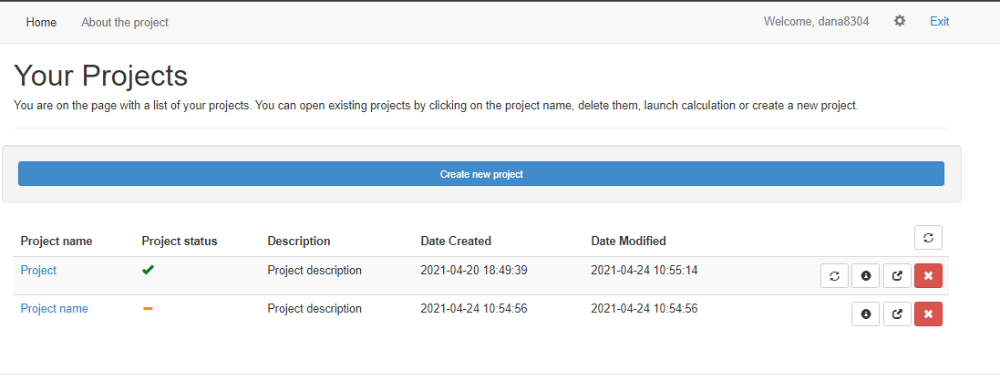 Home About the project Welcome, dana8304 Exit
Your Projects
You are on the page with a list of your projects. You can open existing projects by clicking on the project name, delete them, launch calculation or create a new project.
Create new project
Project name Project status Description Date Created Date Modified
Project Project description 2021-04-20 18:49:39 2021-04-24 10:55:14
Project name Project description 2021-04-24 10:54:56 2021-04-24 10:54:56